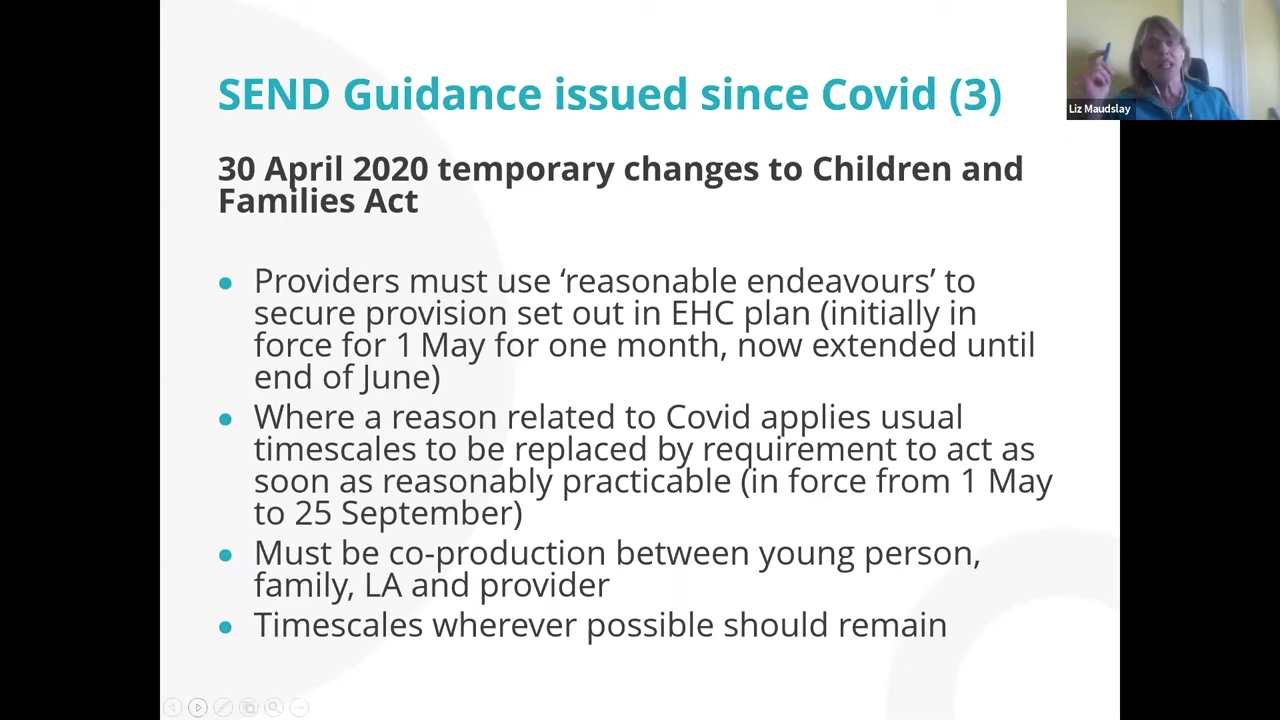 SEND Guidance issued since Covid (3)
Liz Maudslay
30 April 2020 temporary changes to Children and
Families Act
• Providers must use ‘reasonable endeavours’ to
secure provision set out in EHC plan (initially in
force for 1 May for one month, now extended until
end of June)
• Where a reason related to Covid applies usual
timescales to be replaced by requirement to act as
soon as reasonably practicable (in force from 1 May
to 25 September)
• Must be co-production between young person,
family, LA and provider
• Timescales wherever possible should remain